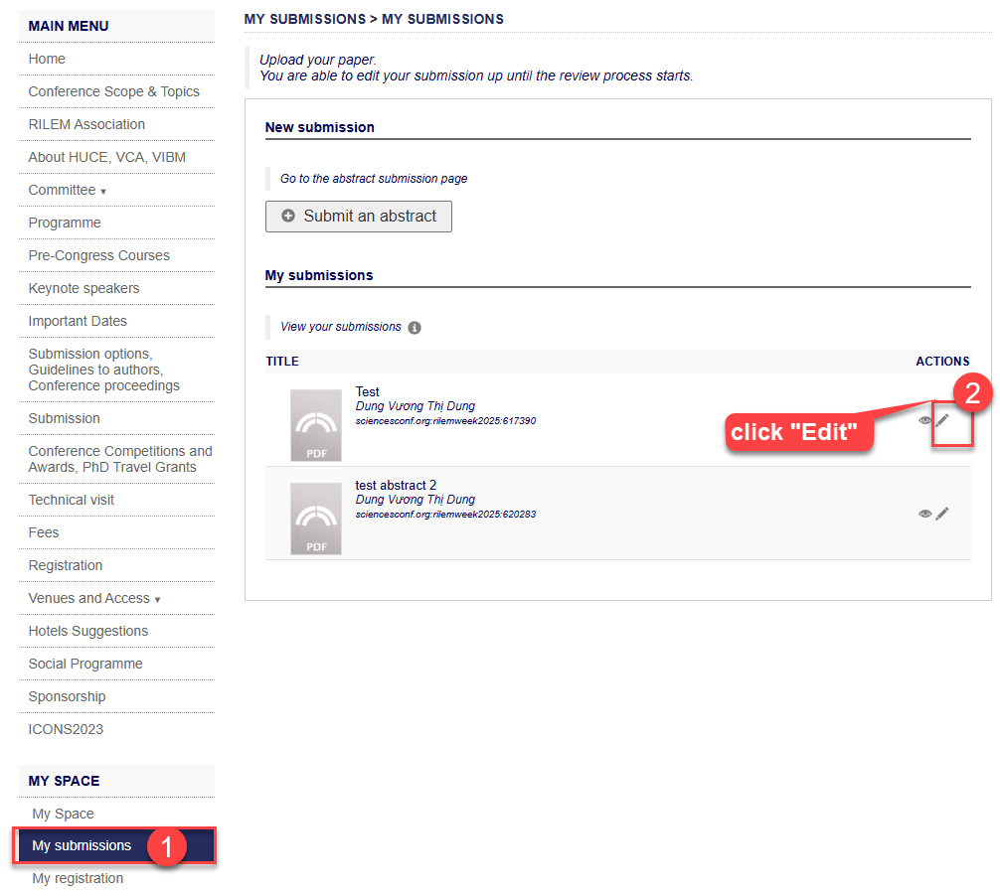 MAIN MENU
Home
Conference Scope & Topics
RILEM Association
About HUCE, VCA, VIBM
Committee ▾
Programme
Pre-Congress Courses
Keynote speakers
Important Dates
Submission options,
Guidelines to authors,
Conference proceedings
Submission
Conference Competitions and
Awards, PhD Travel Grants
Technical visit
Fees
Registration
Venues and Access ▾
Hotels Suggestions
Social Programme
Sponsorship
ICONS2023
MY SPACE
My Space
My submissions
1
My registration
MY SUBMISSIONS > MY SUBMISSIONS
Upload your paper.
You are able to edit your submission up until the review process starts.
New submission
Go to the abstract submission page
Submit an abstract
My submissions
View your submissions
TITLE ACTIONS
PDF
Test
Dung Vương Thị Dung
sciencesconf.org:rilemweek2025:617390
click "Edit"
2
PDF
test abstract 2
Dung Vương Thị Dung
sciencesconf.org:rilemweek2025:620283